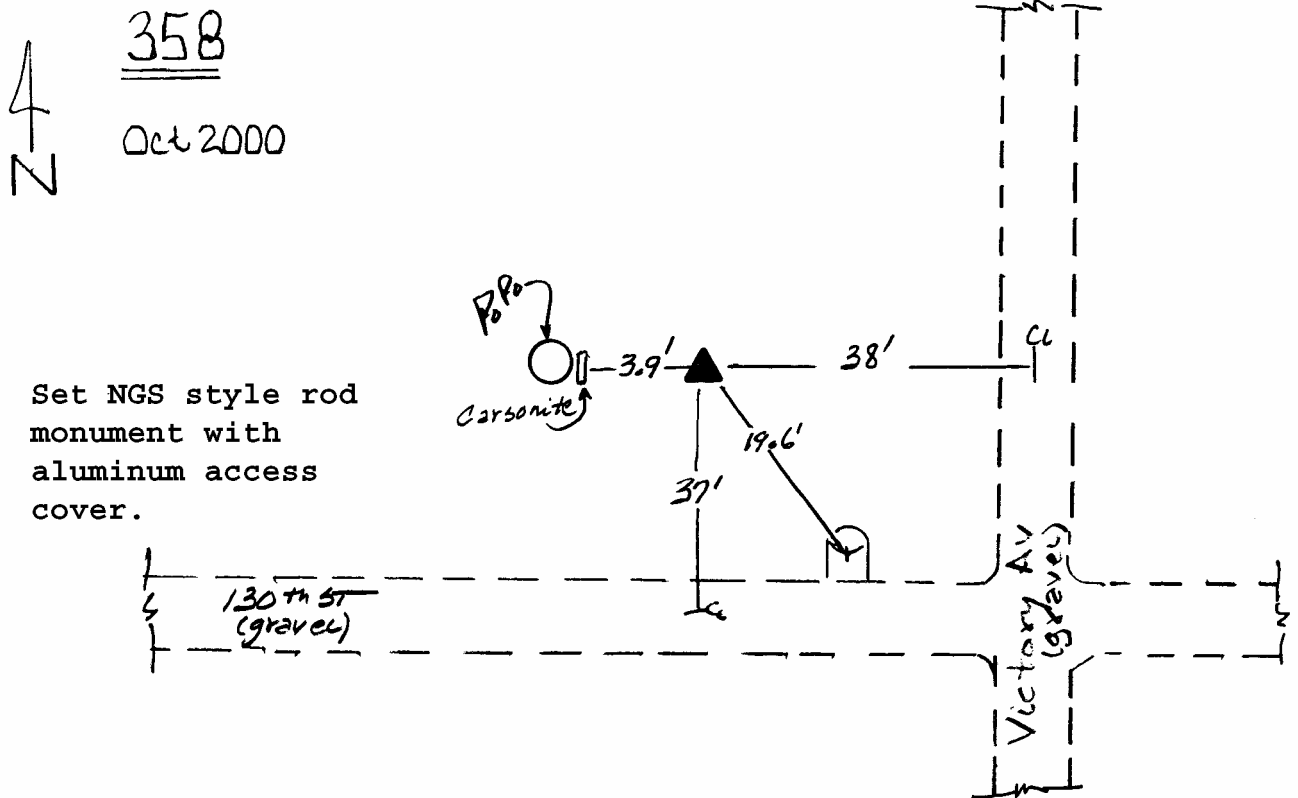 358
Oct 2000
N
PoPo
3.9'
38'
CL
Carsonite
19.6'
37'
Set NGS style rod
monument with
aluminum access
cover.
CL
130th ST
(gravel)
Victory AV
(gravel)